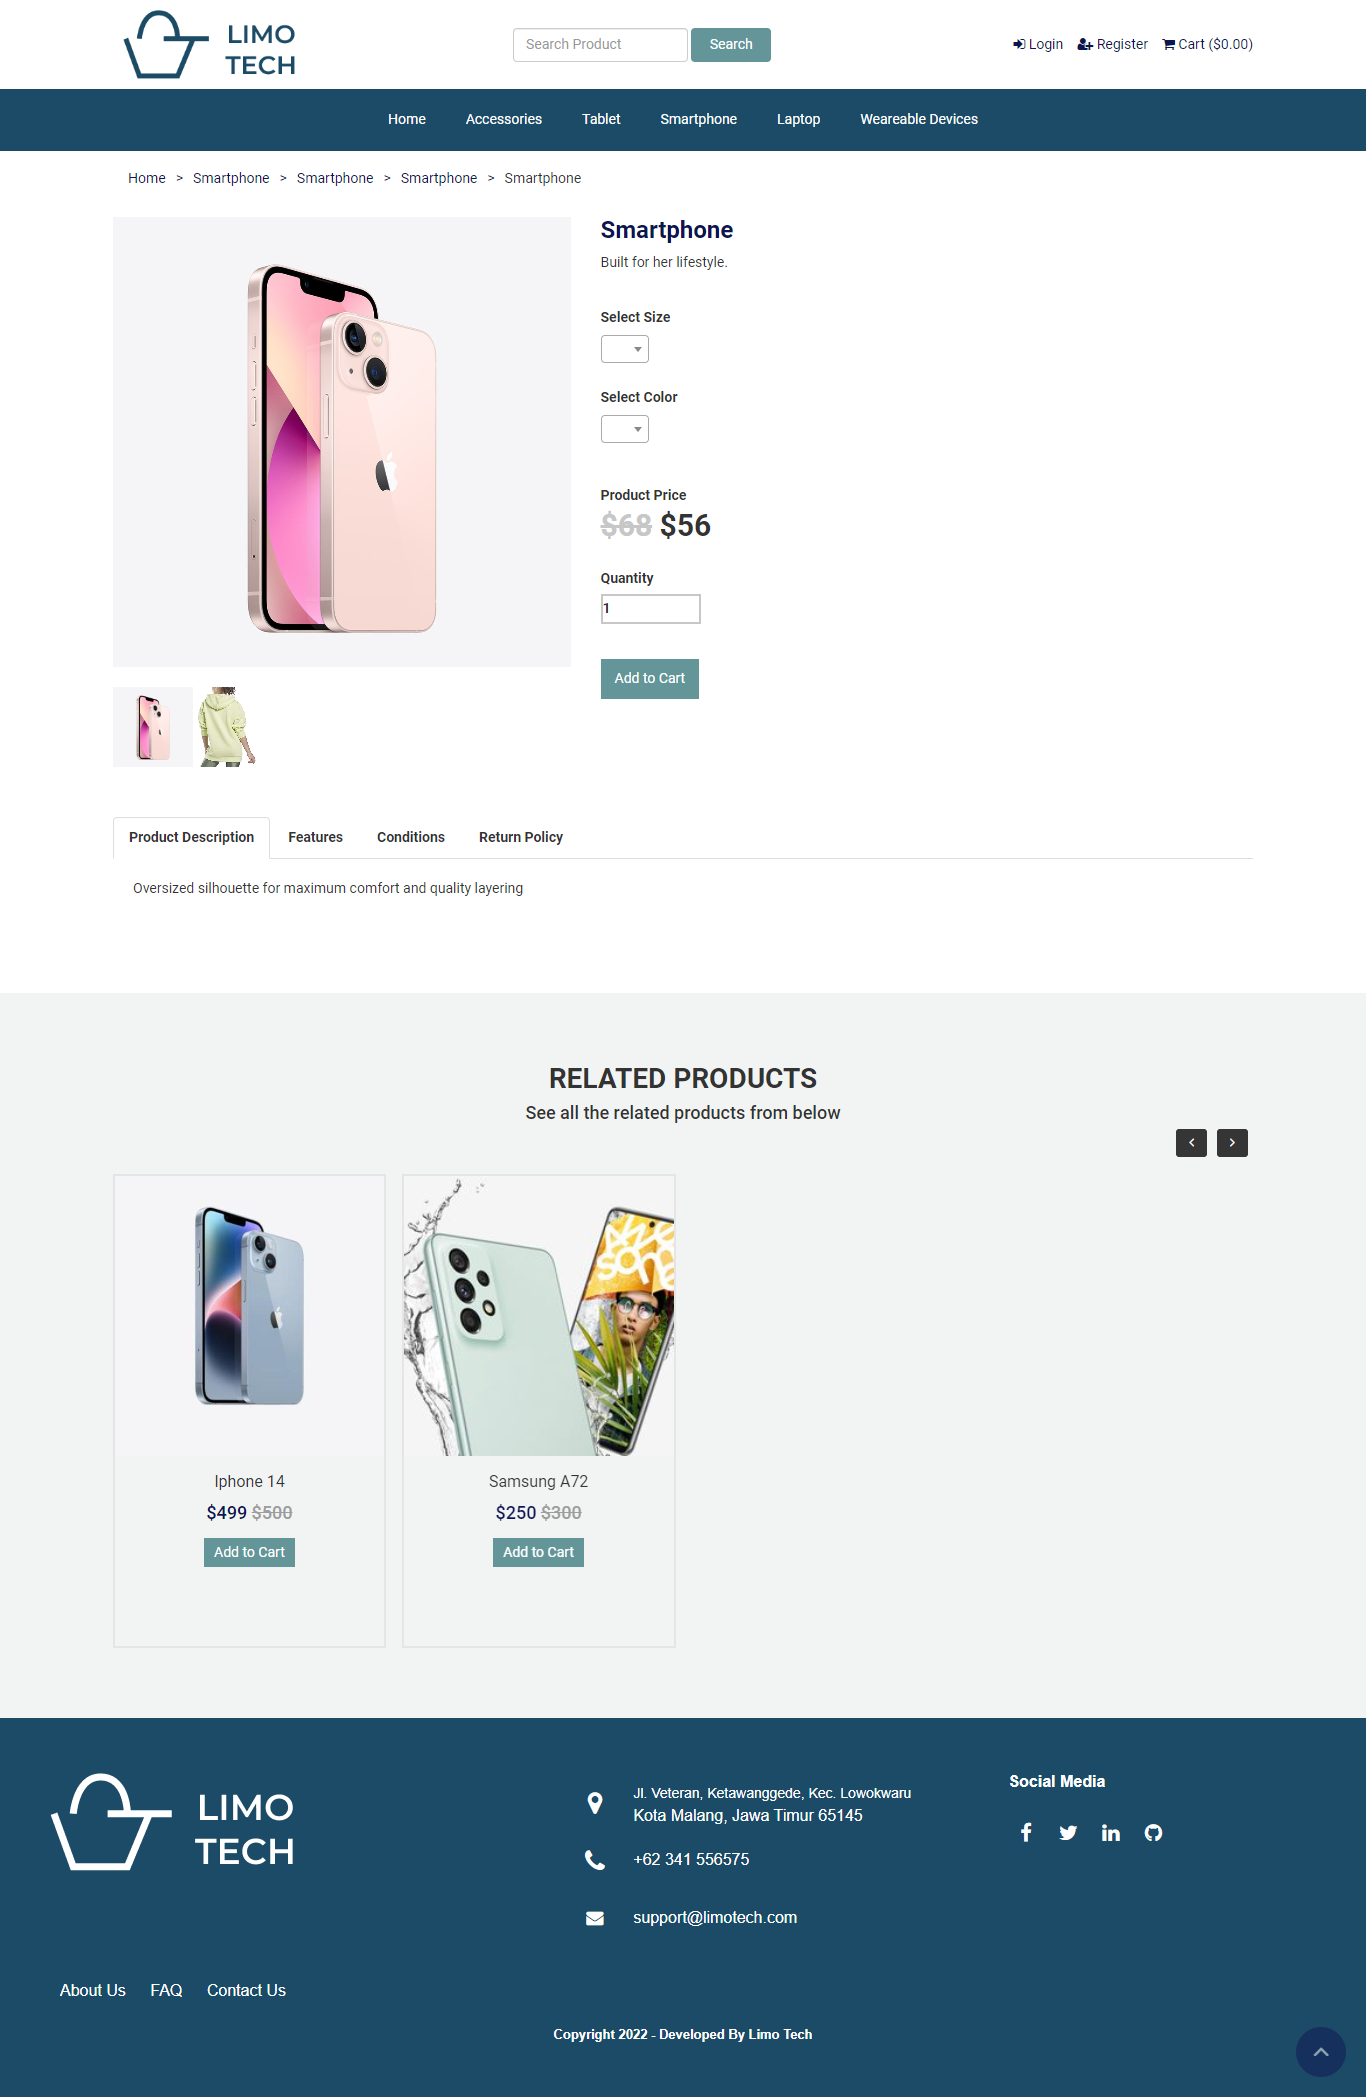 LIMO
TECH
Search Product
Search
Login
Register
Cart ($0.00)
Home
Accessories
Tablet
Smartphone
Laptop
Weareable Devices
Home > Smartphone > Smartphone > Smartphone > Smartphone
Smartphone
Built for her lifestyle.
Select Size
Select Color
Product Price
$68 $56
Quantity
1
Add to Cart
Product Description
Features
Conditions
Return Policy
Oversized silhouette for maximum comfort and quality layering
RELATED PRODUCTS
See all the related products from below
awe
some
Iphone 14
$499 $500
Add to Cart
Samsung A72
$250 $300
Add to Cart
LIMO
TECH
Jl. Veteran, Ketawanggede, Kec. Lowokwaru
Kota Malang, Jawa Timur 65145
+62 341 556575
support@limotech.com
Social Media
About Us
FAQ
Contact Us
Copyright 2022 - Developed By Limo Tech